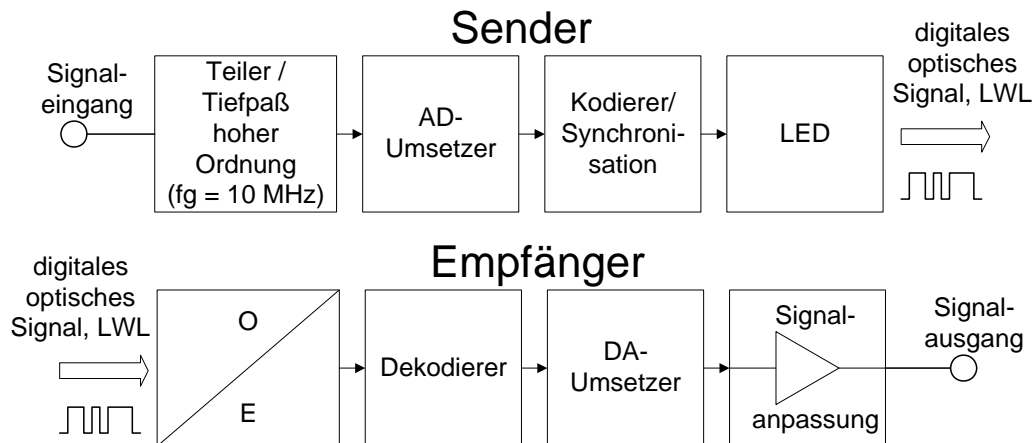 Sender
Signal-
eingang
Teiler /
Tiefpaß
hoher
Ordnung
(fg = 10 MHz)
AD-
Umsetzer
Kodierer/
Synchroni-
sation
LED
digitales
optisches
Signal, LWL
Empfänger
digitales
optisches
Signal, LWL
O
E
Dekodierer
DA-
Umsetzer
Signal-
anpassung
Signal-
ausgang